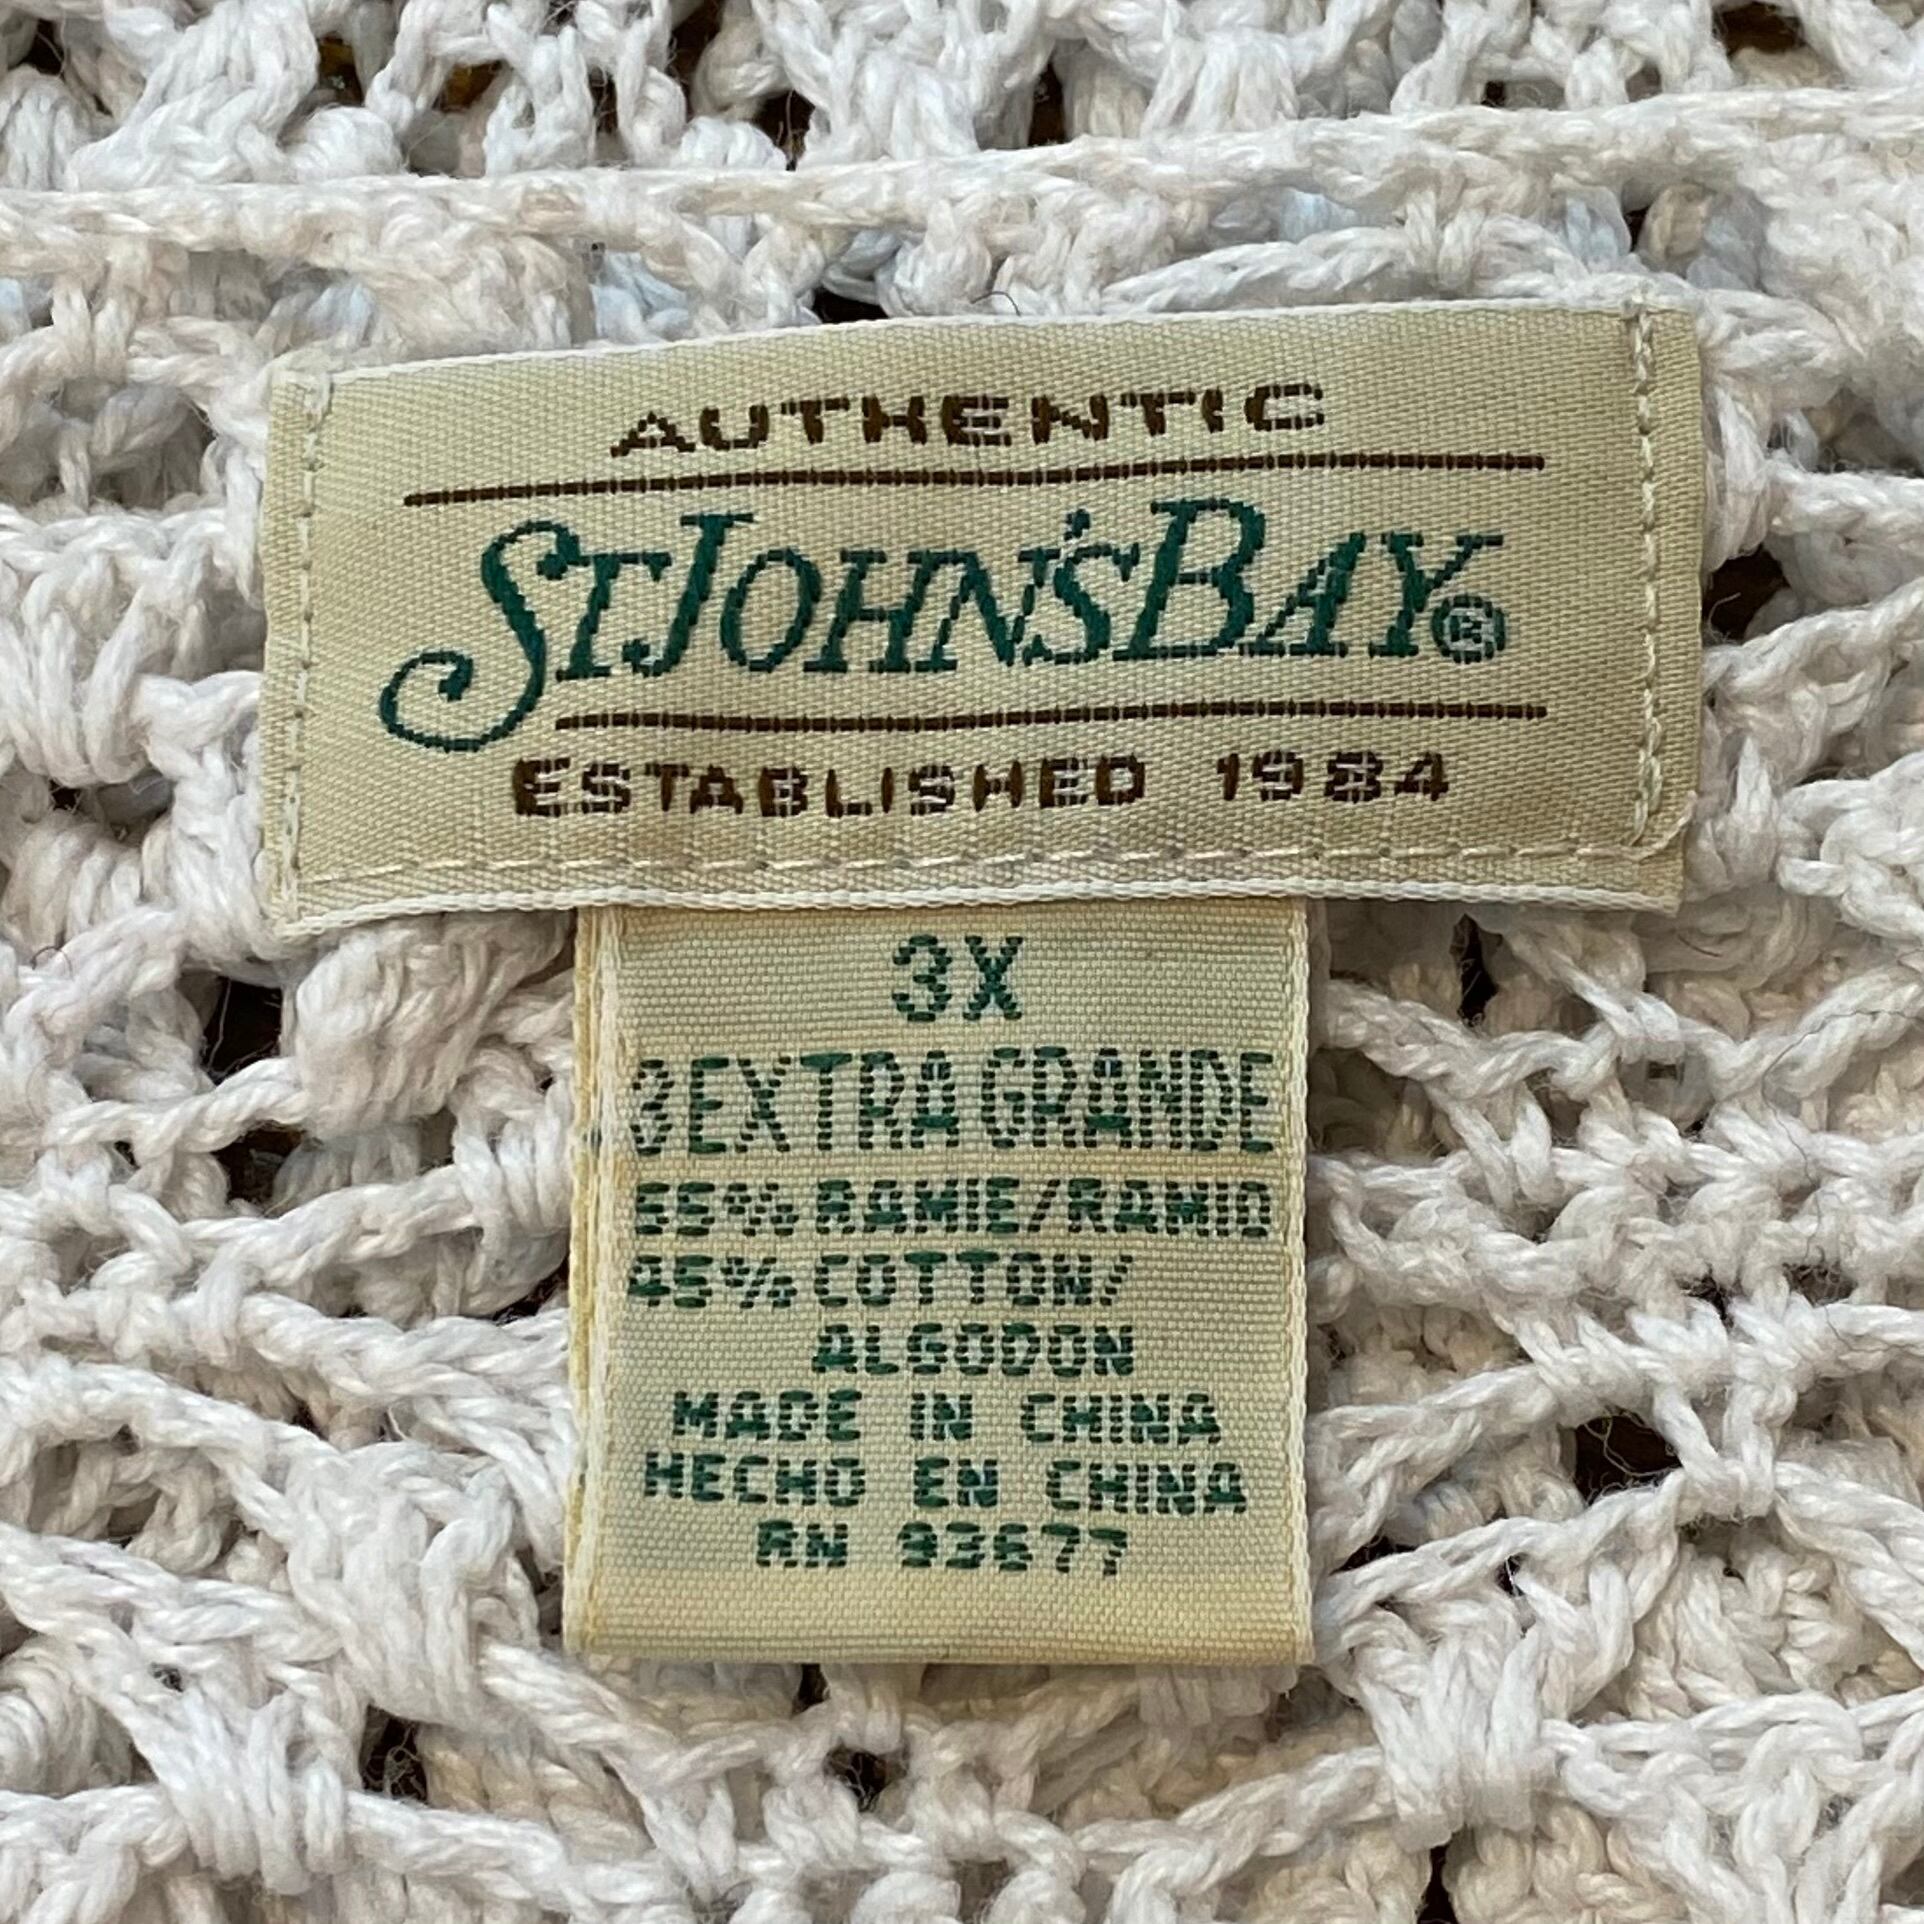 AUTHENTIC
ST. JOHN'S BAY®
ESTABLISHED 1984
3X
3EXTRA GRANDE
55% RAMIE/RAMIO
45% COTTON/
ALGODON
MADE IN CHINA
HECHO EN CHINA
RN 93677